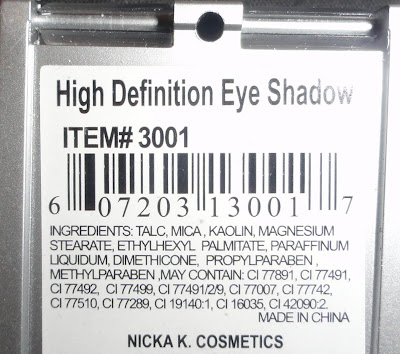 High Definition Eye Shadow
ITEM# 3001
6 07203 13001 7
INGREDIENTS: TALC, MICA , KAOLIN, MAGNESIUM
STEARATE, ETHYLHEXYL PALMITATE, PARAFFINUM
LIQUIDUM, DIMETHICONE, PROPYLPARABEN ,
METHYLPARABEN ,MAY CONTAIN: CI 77891, CI 77491,
CI 77492, CI 77499, CI 77491/2/9, CI 77007, CI 77742,
CI 77510, CI 77289, CI 19140:1, CI 16035, CI 42090:2,
MADE IN CHINA
NICKA K. COSMETICS